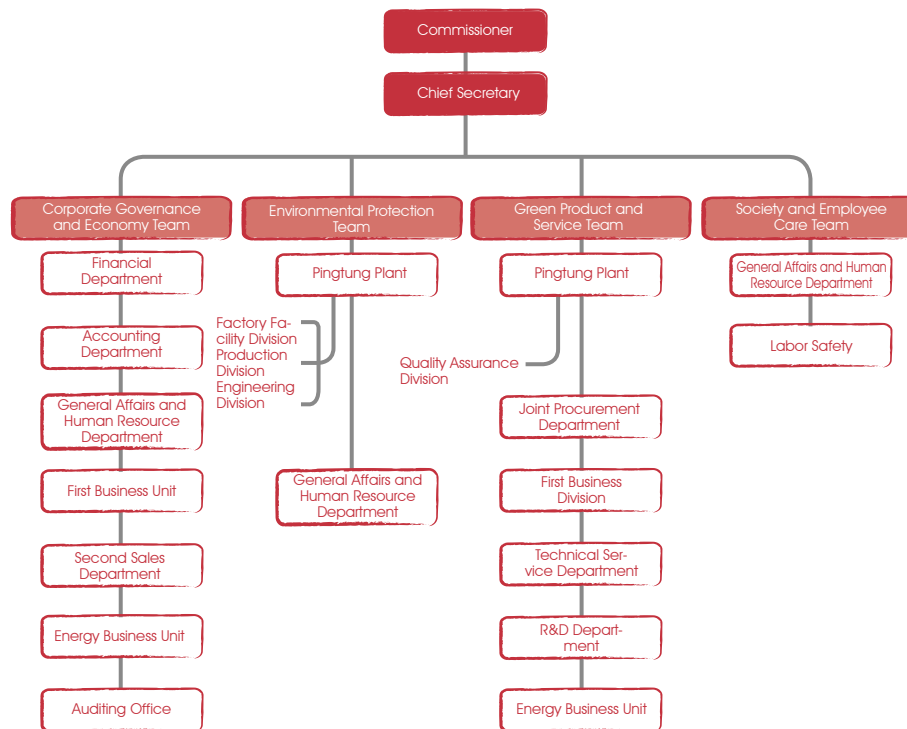 Commissioner
Chief Secretary
Corporate Governance
and Economy Team
Financial
Department
Accounting
Department
General Affairs and
Human Resource
Department
First Business Unit
Second Sales
Department
Energy Business Unit
Auditing Office
Environmental Protection
Team
Pingtung Plant
Factory Fa-
cility Division
Production
Division
Engineering
Division
General Affairs and
Human Resource
Department
Green Product and
Service Team
Pingtung Plant
Quality Assurance
Division
Joint Procurement
Department
First Business
Division
Technical Ser-
vice Department
R&D Depart-
ment
Energy Business Unit
Society and Employee
Care Team
General Affairs and Human
Resource Department
Labor Safety